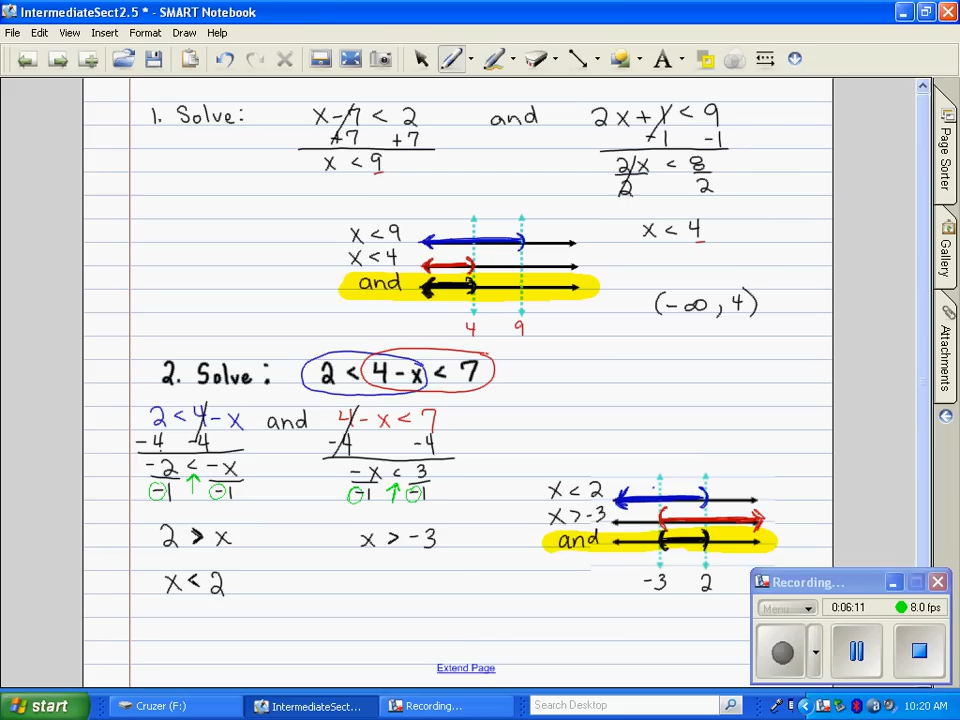 IntermediateSect2.5 * - SMART Notebook
File Edit View Insert Format Draw Help
1. Solve: x-7 < 2 and 2x+1 < 9
+7 +7 -1 -1
x < 9 2x < 8
2 2
x < 4
x < 9
x < 4
and
(-∞, 4)
4 9
2. Solve: 2 < 4-x < 7
2 < 4-x and 4-x < 7
-4 -4 -4 -4
-2 < -x -x < 3
-1 -1 -1 -1
2 > x x > -3
x < 2
x < 2
x > -3
and
-3 2
Extend Page
Page Sorter
Gallery
Attachments
Recording...
Menu 0:06:11 8.0 fps
start Cruzer (F:) IntermediateSect... Recording... Search Desktop 10:20 AM